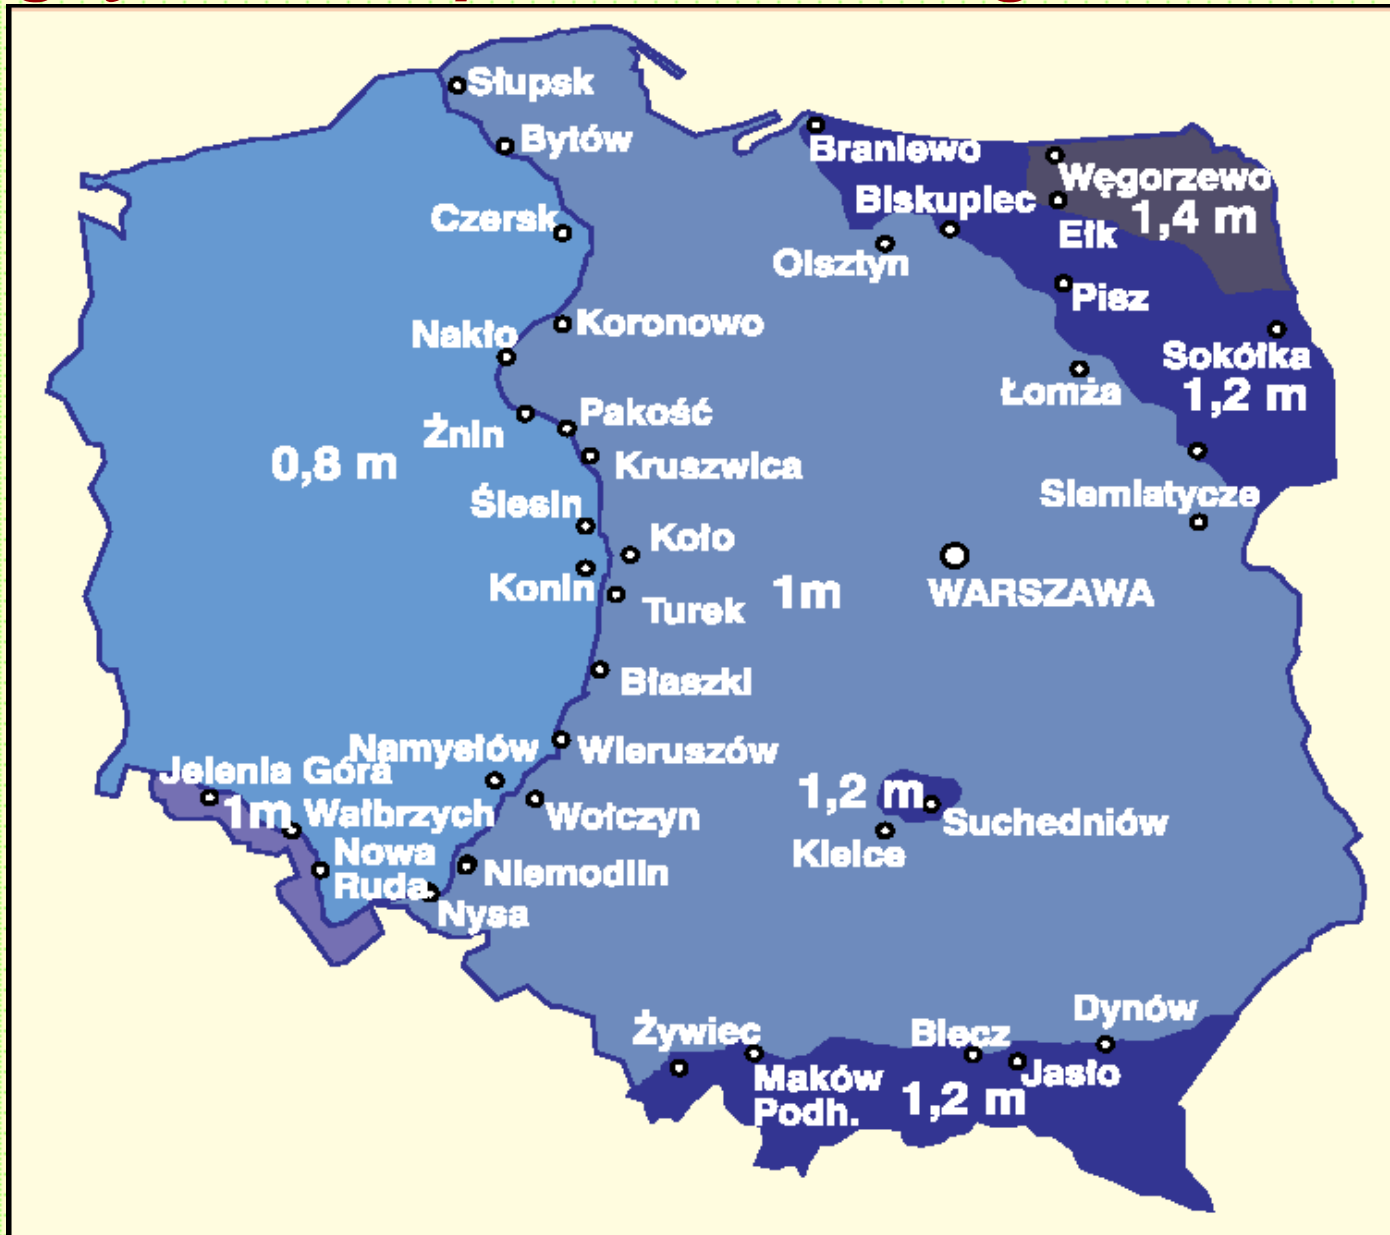 Słupsk
Bytów
Braniewo
Węgorzewo
Biskupiec
1,4 m
Czersk
Ełk
Olsztyn
Pisz
Koronowo
Nakło
Sokółka
Łomża
1,2 m
Pakość
Żnin
0,8 m
Kruszwica
Ślesin
Siemiatycze
Koło
Konin
1m
WARSZAWA
Turek
Błaszki
Namysłów
Wieruszów
Jelenia Góra
1,2 m
1m
Wałbrzych
Wołczyn
Suchedniów
Nowa
Ruda
Kielce
Niemodlin
Nysa
Dynów
Żywiec
Biecz
Jasło
Maków
Podh.
1,2 m